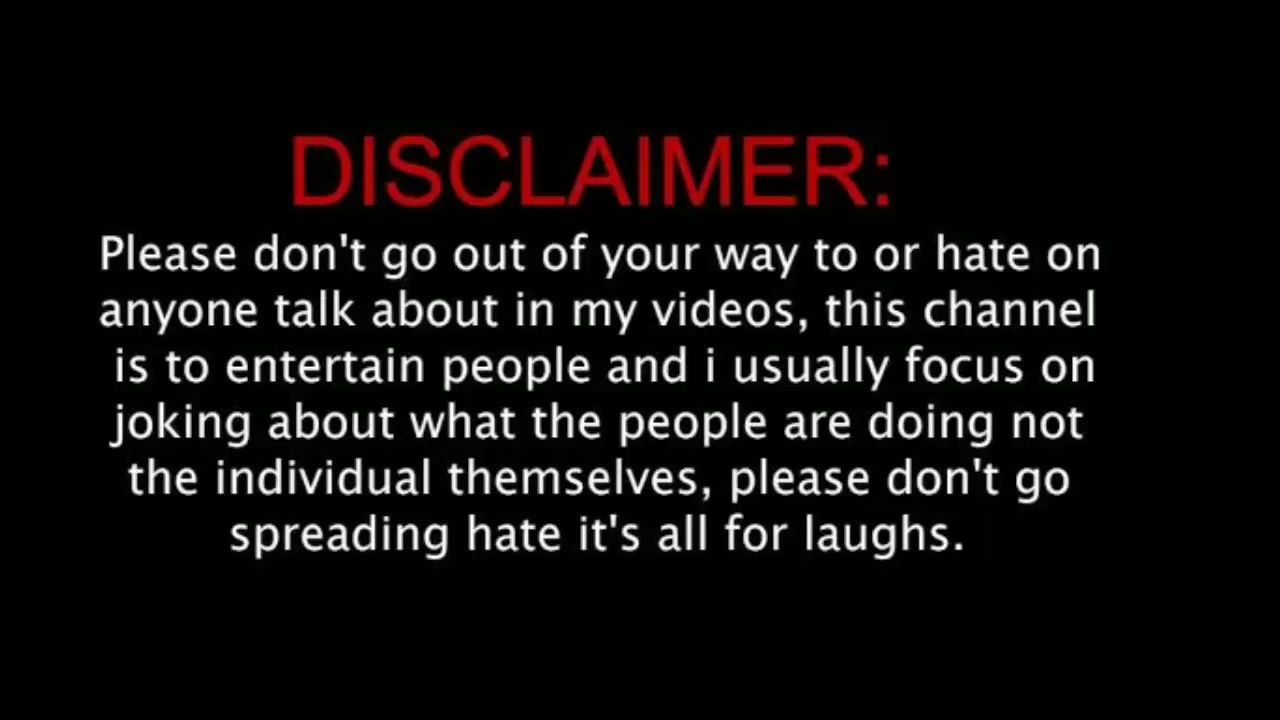 DISCLAIMER:
Please don't go out of your way to or hate on
anyone talk about in my videos, this channel
is to entertain people and i usually focus on
joking about what the people are doing not
the individual themselves, please don't go
spreading hate it's all for laughs.